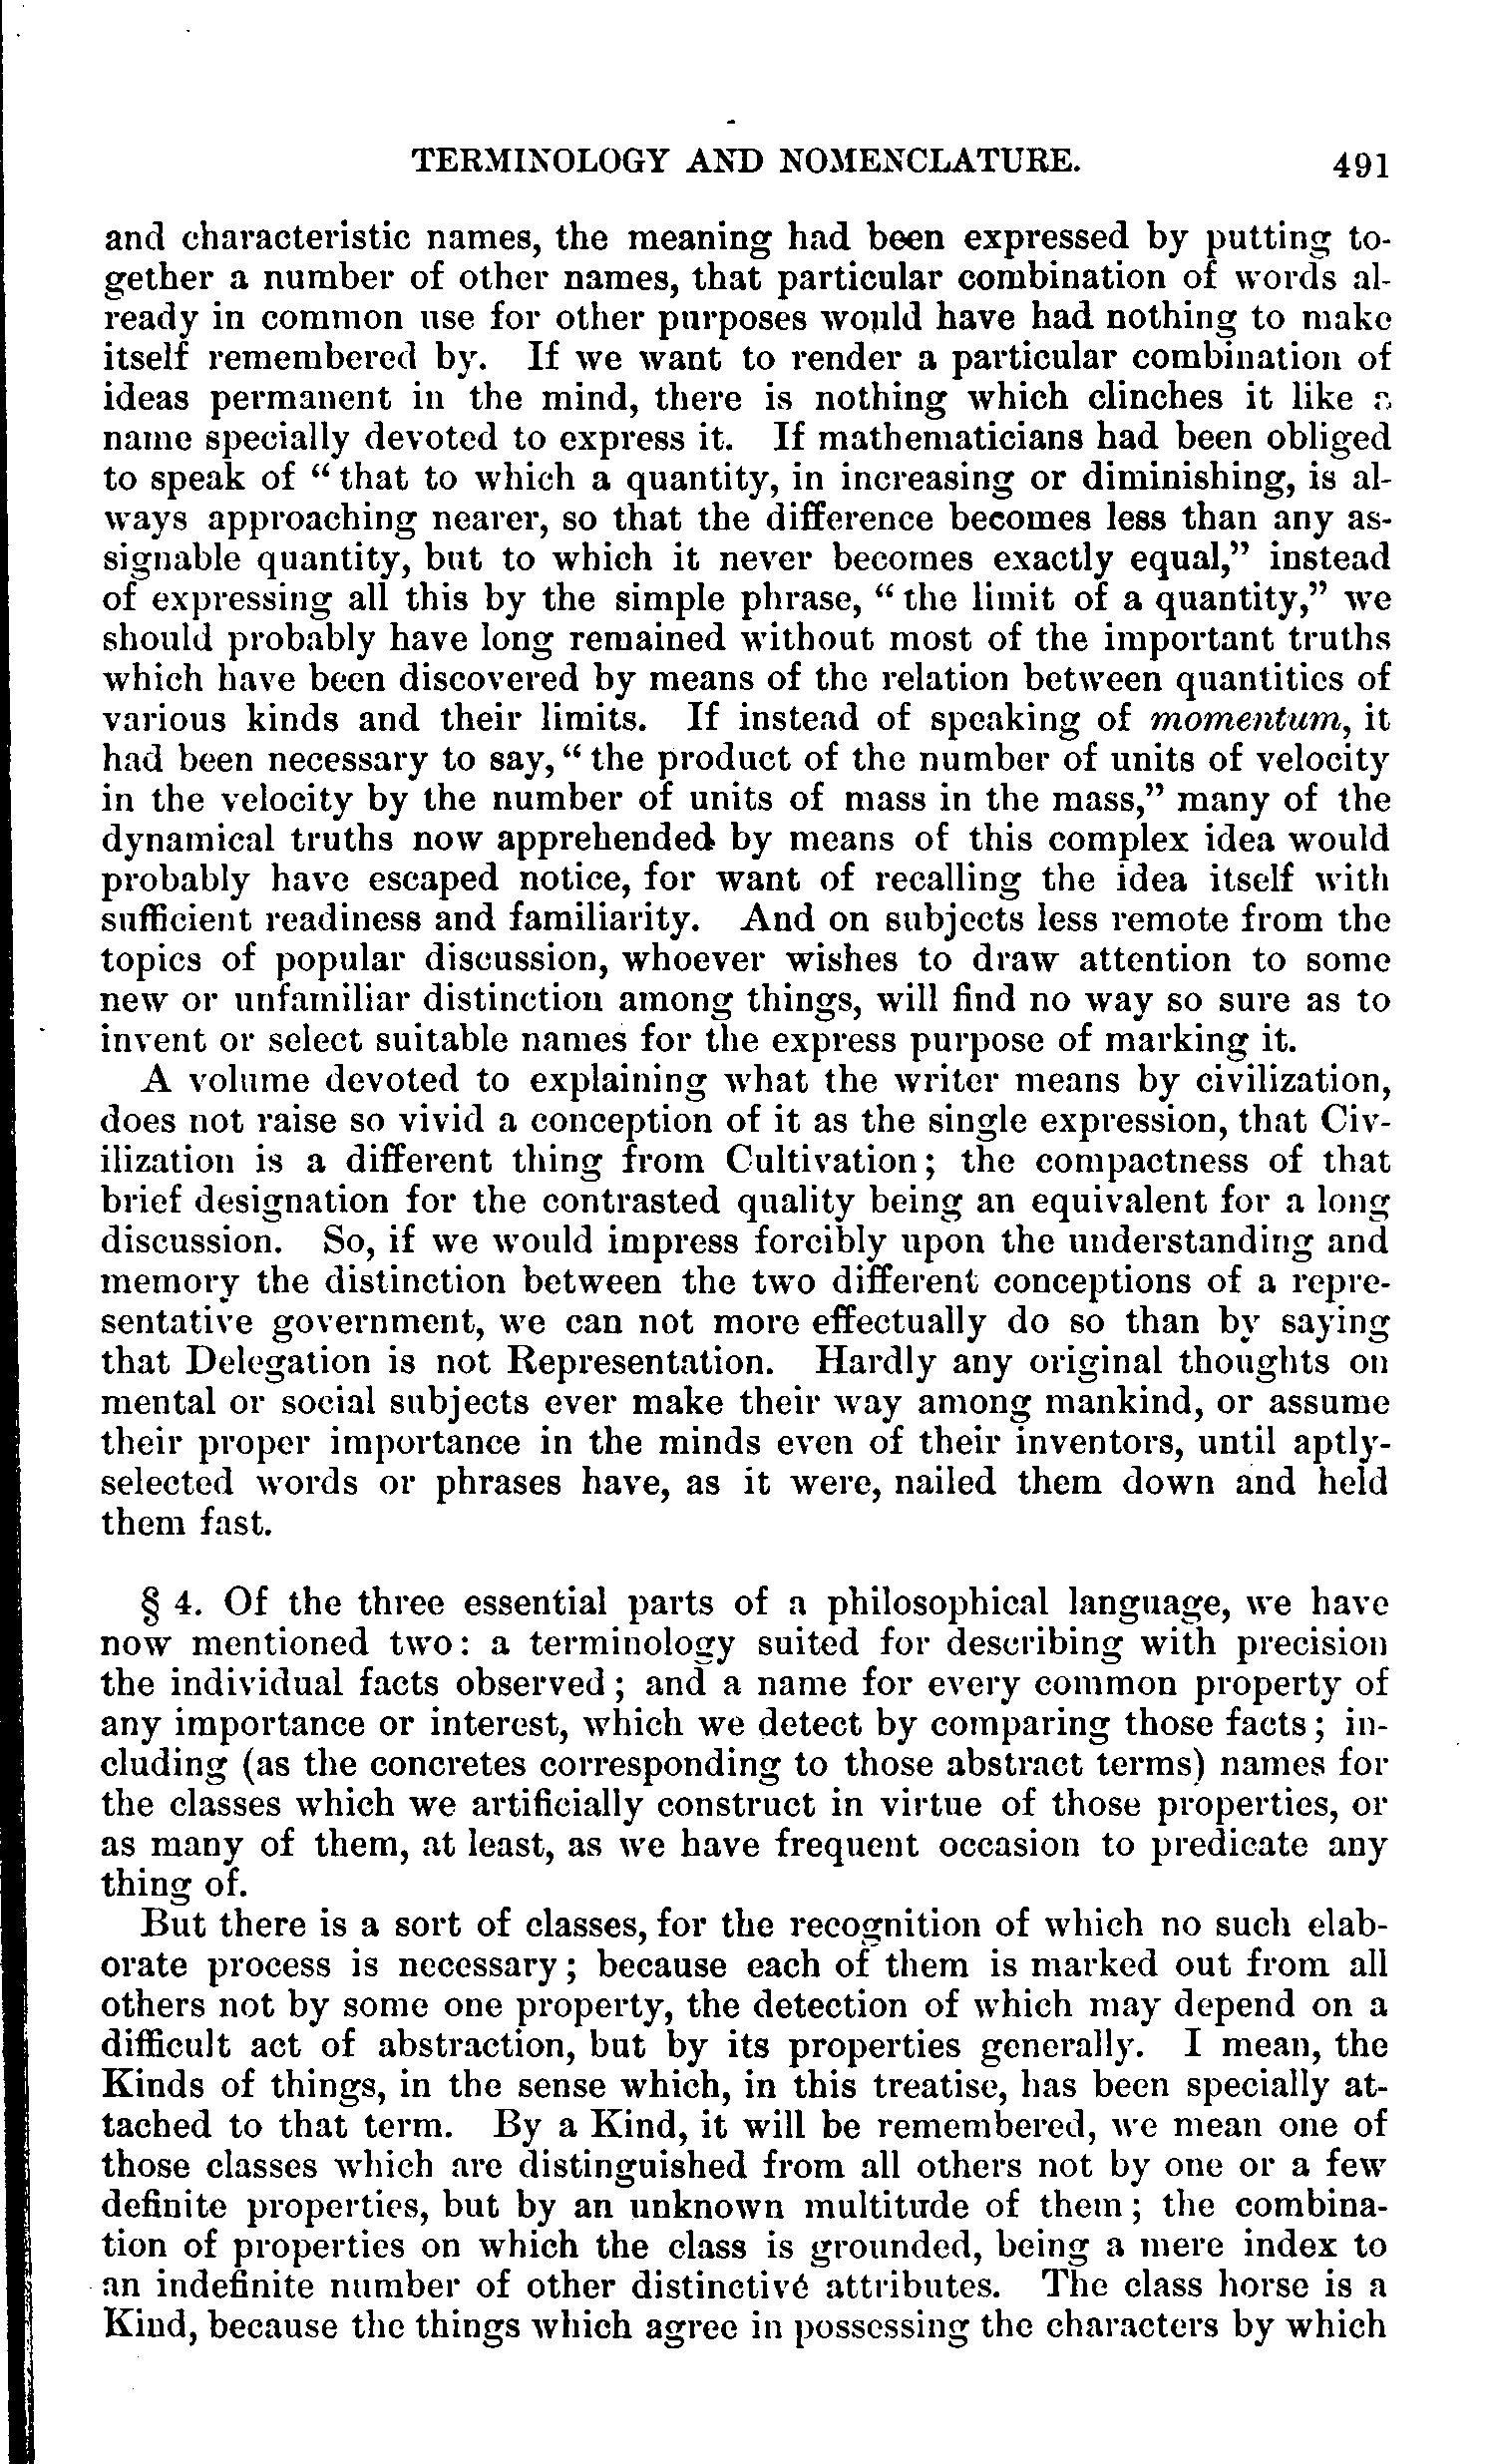 TERMINOLOGY AND NOMENCLATURE. 491
and characteristic names, the meaning had been expressed by putting to-
gether a number of other names, that particular combination of words al-
ready in common use for other purposes would have had nothing to make
itself remembered by. If we want to render a particular combination of
ideas permanent in the mind, there is nothing which clinches it like a
name specially devoted to express it. If mathematicians had been obliged
to speak of “that to which a quantity, in increasing or diminishing, is al-
ways approaching nearer, so that the difference becomes less than any as-
signable quantity, but to which it never becomes exactly equal,” instead
of expressing all this by the simple phrase, “the limit of a quantity,” we
should probably have long remained without most of the important truths
which have been discovered by means of the relation between quantities of
various kinds and their limits. If instead of speaking of momentum, it
had been necessary to say, “the product of the number of units of velocity
in the velocity by the number of units of mass in the mass,” many of the
dynamical truths now apprehended by means of this complex idea would
probably have escaped notice, for want of recalling the idea itself with
sufficient readiness and familiarity. And on subjects less remote from the
topics of popular discussion, whoever wishes to draw attention to some
new or unfamiliar distinction among things, will find no way so sure as to
invent or select suitable names for the express purpose of marking it.
A volume devoted to explaining what the writer means by civilization,
does not raise so vivid a conception of it as the single expression, that Civ-
ilization is a different thing from Cultivation; the compactness of that
brief designation for the contrasted quality being an equivalent for a long
discussion. So, if we would impress forcibly upon the understanding and
memory the distinction between the two different conceptions of a repre-
sentative government, we can not more effectually do so than by saying
that Delegation is not Representation. Hardly any original thoughts on
mental or social subjects ever make their way among mankind, or assume
their proper importance in the minds even of their inventors, until aptly-
selected words or phrases have, as it were, nailed them down and held
them fast.
§ 4. Of the three essential parts of a philosophical language, we have
now mentioned two: a terminology suited for describing with precision
the individual facts observed; and a name for every common property of
any importance or interest, which we detect by comparing those facts; in-
cluding (as the concretes corresponding to those abstract terms) names for
the classes which we artificially construct in virtue of those properties, or
as many of them, at least, as we have frequent occasion to predicate any
thing of.
But there is a sort of classes, for the recognition of which no such elab-
orate process is necessary; because each of them is marked out from all
others not by some one property, the detection of which may depend on a
difficult act of abstraction, but by its properties generally. I mean, the
Kinds of things, in the sense which, in this treatise, has been specially at-
tached to that term. By a Kind, it will be remembered, we mean one of
those classes which are distinguished from all others not by one or a few
definite properties, but by an unknown multitude of them; the combina-
tion of properties on which the class is grounded, being a mere index to
an indefinite number of other distinctive attributes. The class horse is a
Kind, because the things which agree in possessing the characters by which